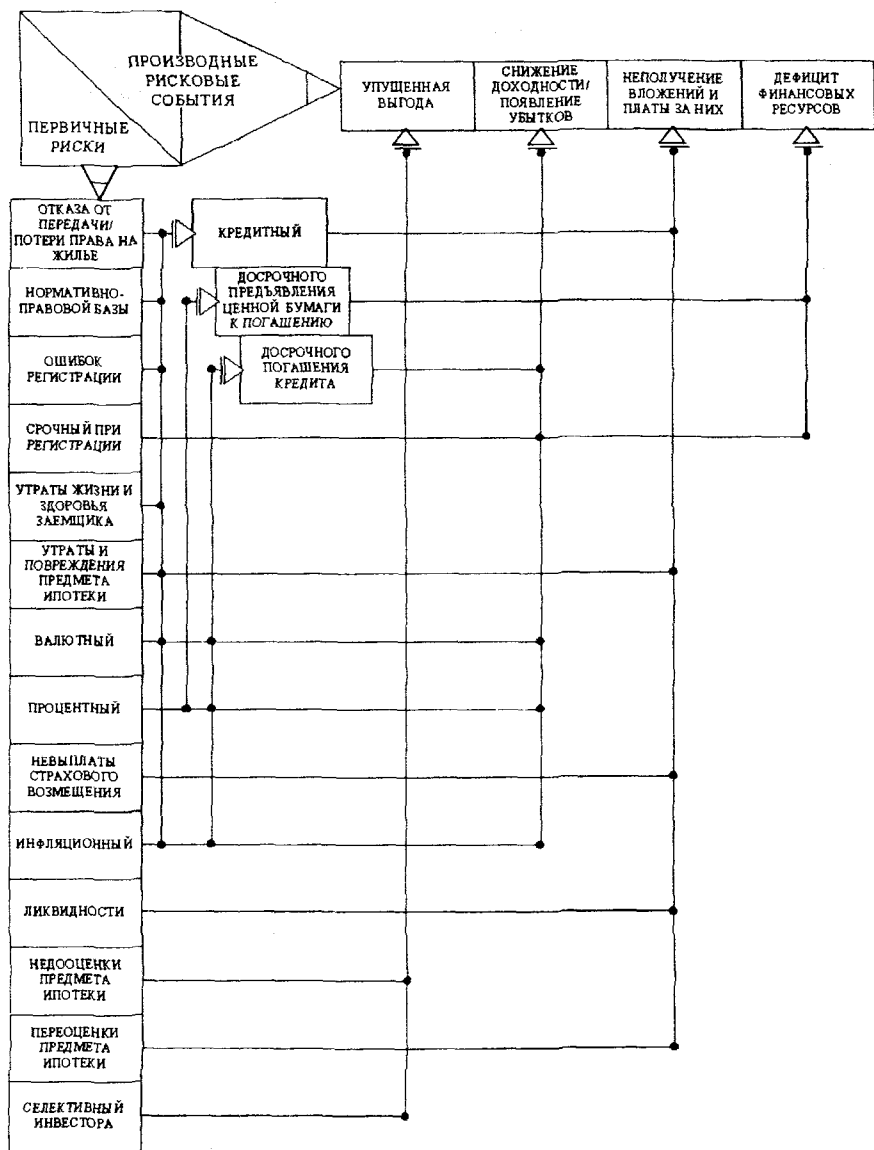 ПРОИЗВОДНЫЕ
РИСКОВЫЕ
СОБЫТИЯ
ПЕРВИЧНЫЕ
РИСКИ
УПУЩЕННАЯ
ВЫГОДА
СНИЖЕНИЕ
ДОХОДНОСТИ/
ПОЯВЛЕНИЕ
УБЫТКОВ
НЕПОЛУЧЕНИЕ
ВЛОЖЕНИЙ И
ПЛАТЫ ЗА НИХ
ДЕФИЦИТ
ФИНАНСОВЫХ
РЕСУРСОВ
ОТКАЗА ОТ
ПЕРЕДАЧИ/
ПОТЕРИ ПРАВА НА
ЖИЛЬЕ
КРЕДИТНЫЙ
НОРМАТИВНО-
ПРАВОВОЙ БАЗЫ
ДОСРОЧНОГО
ПРЕДЪЯВЛЕНИЯ
ЦЕННОЙ БУМАГИ
К ПОГАШЕНИЮ
ОШИБОК
РЕГИСТРАЦИИ
ДОСРОЧНОГО
ПОГАШЕНИЯ
КРЕДИТА
СРОЧНЫЙ ПРИ
РЕГИСТРАЦИИ
УТРАТЫ ЖИЗНИ И
ЗДОРОВЬЯ
ЗАЕМЩИКА
УТРАТЫ И
ПОВРЕЖДЕНИЯ
ПРЕДМЕТА
ИПОТЕКИ
ВАЛЮТНЫЙ
ПРОЦЕНТНЫЙ
НЕВЫПЛАТЫ
СТРАХОВОГО
ВОЗМЕЩЕНИЯ
ИНФЛЯЦИОННЫЙ
ЛИКВИДНОСТИ
НЕДООЦЕНКИ
ПРЕДМЕТА
ИПОТЕКИ
ПЕРЕОЦЕНКИ
ПРЕДМЕТА
ИПОТЕКИ
СЕЛЕКТИВНЫЙ
ИНВЕСТОРА